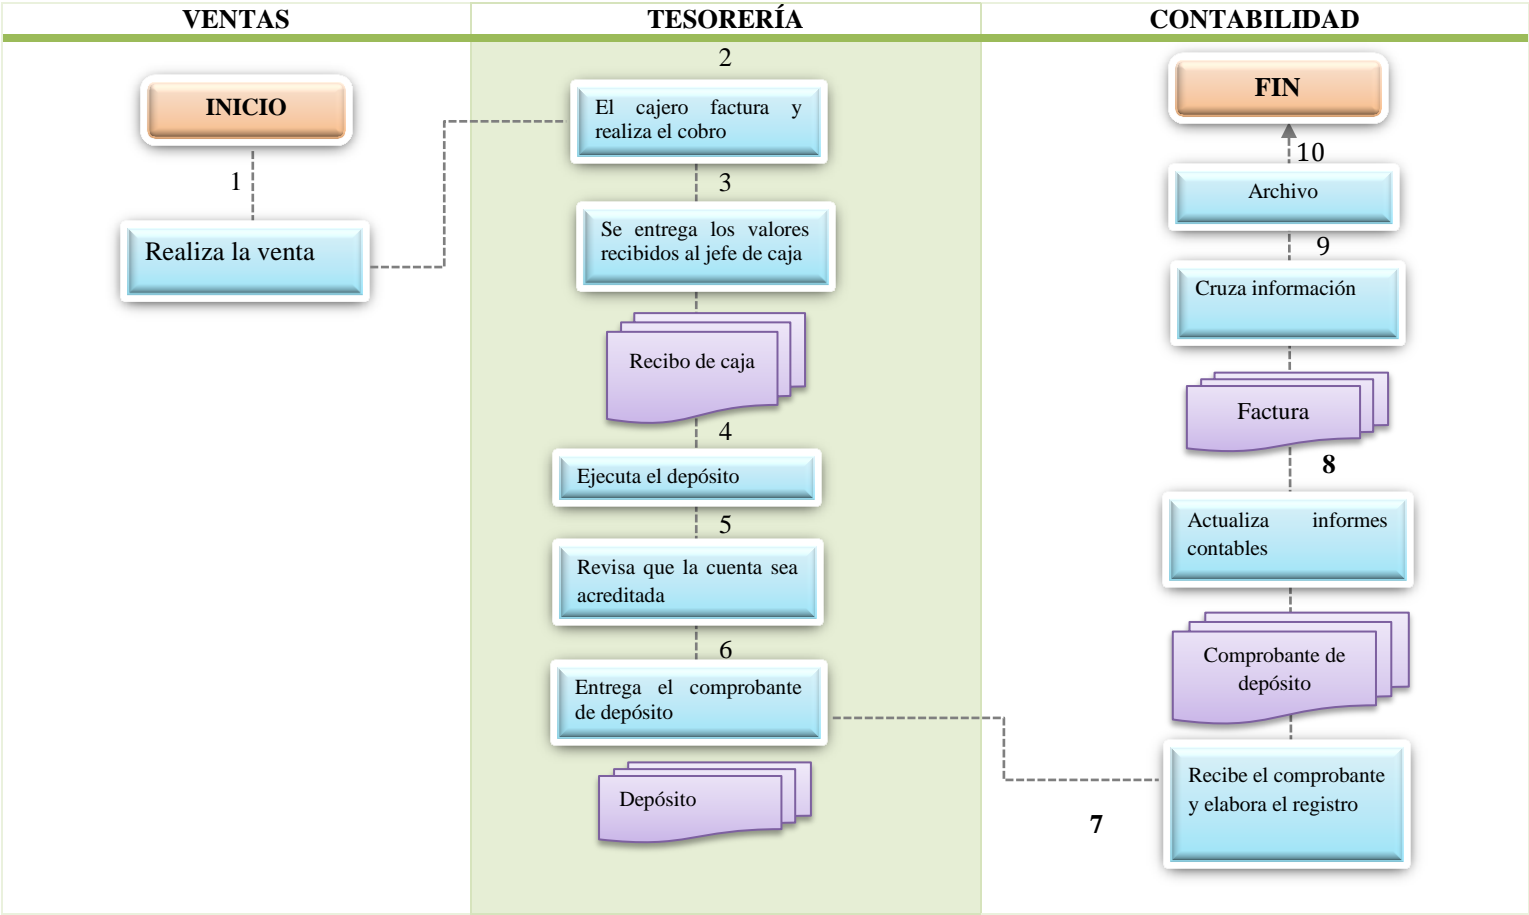 VENTAS
TESORERÍA
CONTABILIDAD
INICIO
1
Realiza la venta
2
El cajero factura y
realiza el cobro
3
Se entrega los valores
recibidos al jefe de caja
Recibo de caja
4
Ejecuta el depósito
5
Revisa que la cuenta sea
acreditada
6
Entrega el comprobante
de depósito
Depósito
FIN
10
Archivo
9
Cruza información
Factura
8
Actualiza informes
contables
Comprobante de
depósito
Recibe el comprobante
y elabora el registro
7